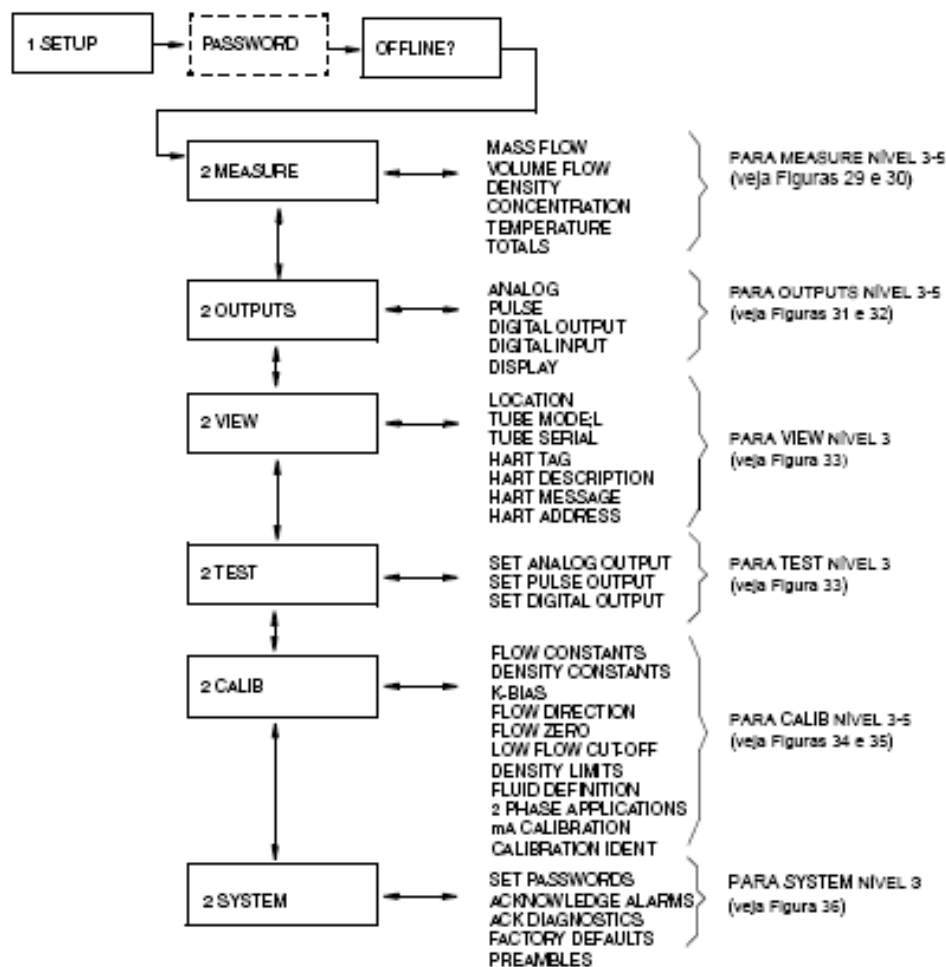 1 SETUP
PASSWORD
OFFLINE?
2 MEASURE
MASS FLOW
VOLUME FLOW
DENSITY
CONCENTRATION
TEMPERATURE
TOTALS
PARA MEASURE NÍVEL 3-5
(veja Figuras 29 e 30)
2 OUTPUTS
ANALOG
PULSE
DIGITAL OUTPUT
DIGITAL INPUT
DISPLAY
PARA OUTPUTS NÍVEL 3-5
(veja Figuras 31 e 32)
2 VIEW
LOCATION
TUBE MODE;L
TUBE SERIAL
HART TAG
HART DESCRIPTION
HART MESSAGE
HART ADDRESS
PARA VIEW NÍVEL 3
(veja Figura 33)
2 TEST
SET ANALOG OUTPUT
SET PULSE OUTPUT
SET DIGITAL OUTPUT
PARA TEST NÍVEL 3
(veja Figura 33)
2 CALIB
FLOW CONSTANTS
DENSITY CONSTANTS
K-BIAS
FLOW DIRECTION
FLOW ZERO
LOW FLOW CUT-OFF
DENSITY LIMITS
FLUID DEFINITION
2 PHASE APPLICATIONS
mA CALIBRATION
CALIBRATION IDENT
PARA CALIB NÍVEL 3-5
(veja Figuras 34 e 35)
2 SYSTEM
SET PASSWORDS
ACKNOWLEDGE ALARMS
ACK DIAGNOSTICS
FACTORY DEFAULTS
PREAMBLES
PARA SYSTEM NÍVEL 3
(veja Figura 36)